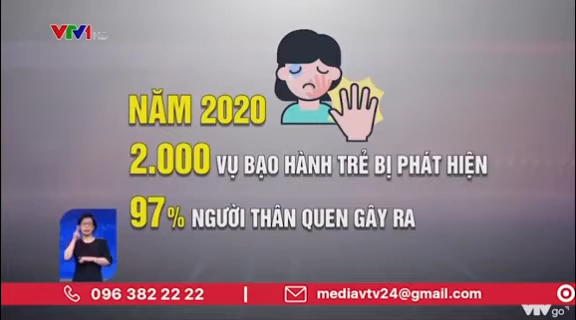 VTV1 HD
NĂM 2020
2.000 VỤ BẠO HÀNH TRẺ BỊ PHÁT HIỆN
97% NGƯỜI THÂN QUEN GÂY RA
096 382 22 22 | mediavtv24@gmail.com
VTV go